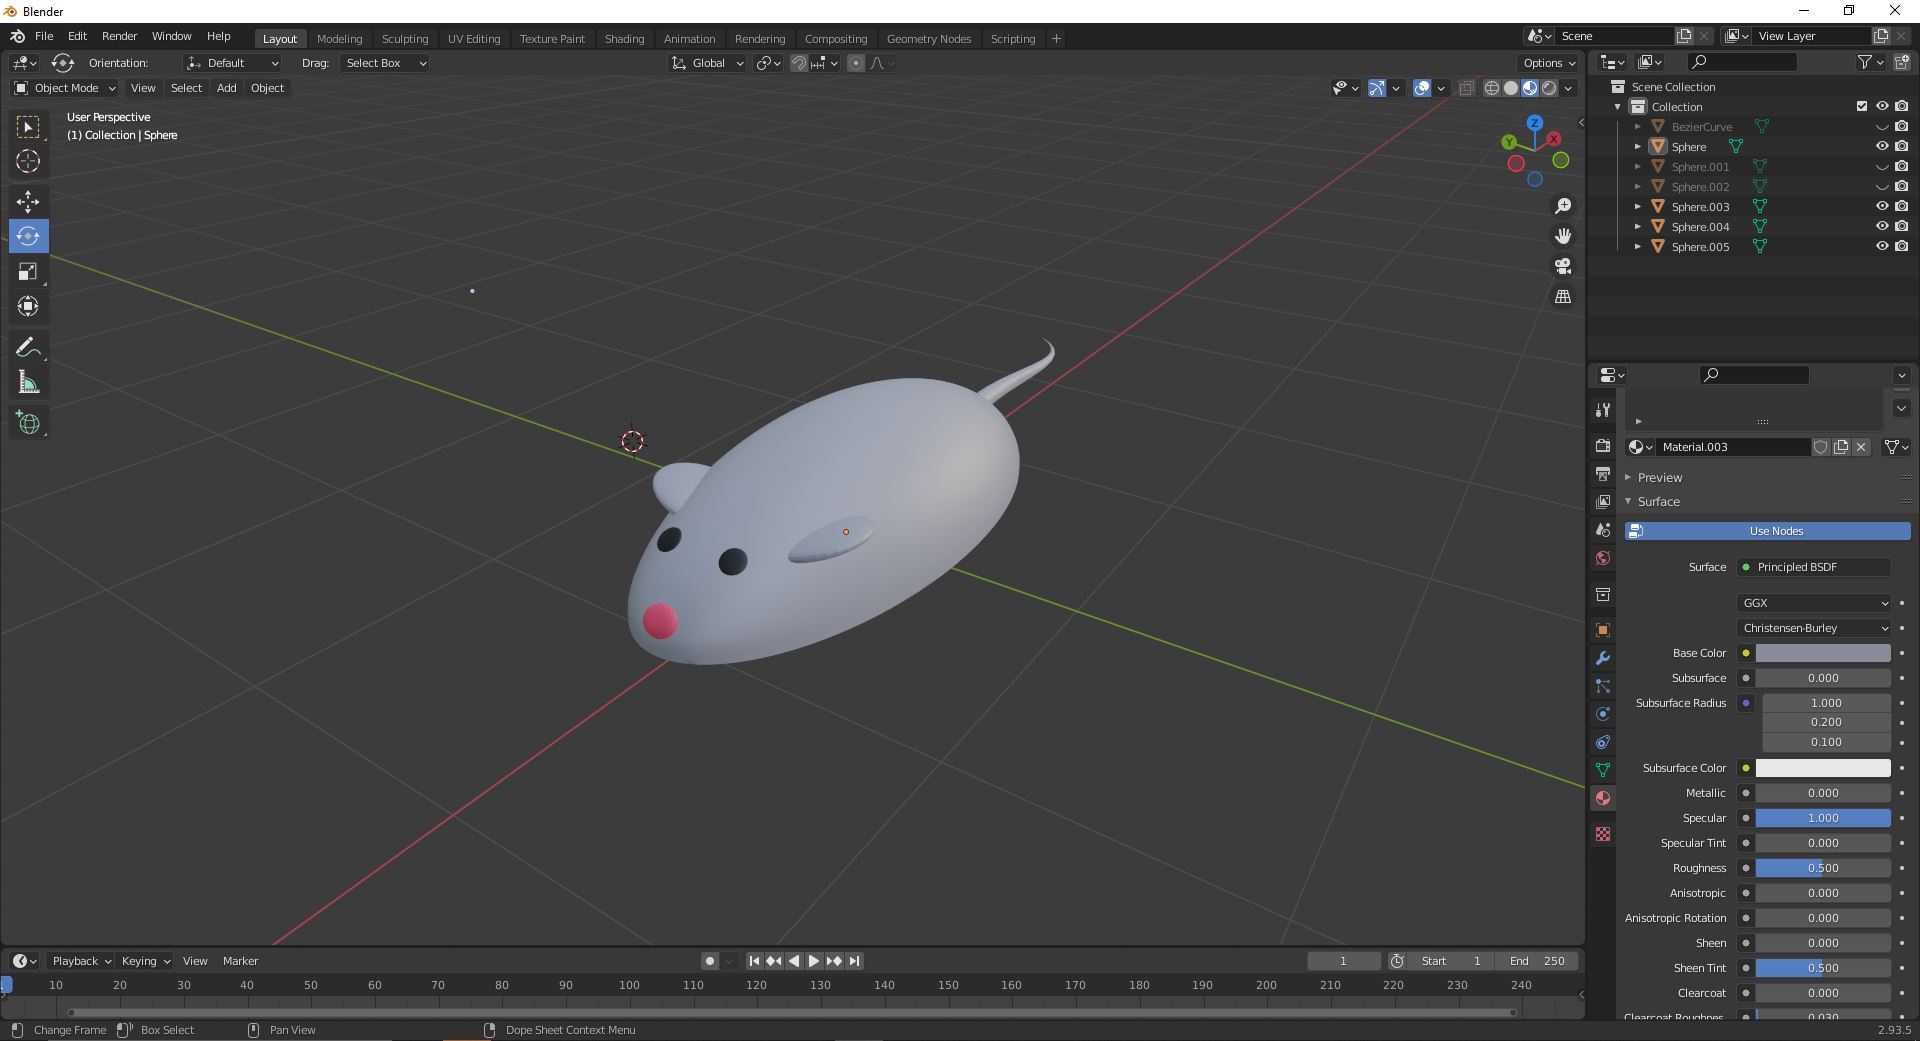 Blender
File Edit Render Window Help Layout Modeling Sculpting UV Editing Texture Paint Shading Animation Rendering Compositing Geometry Nodes Scripting + Scene View Layer
Orientation: Default Drag: Select Box Global Options
Object Mode View Select Add Object
User Perspective
(1) Collection | Sphere
Z
Y
X
Scene Collection
Collection
BezierCurve
Sphere
Sphere.001
Sphere.002
Sphere.003
Sphere.004
Sphere.005
Material.003
Preview
Surface
Use Nodes
Surface Principled BSDF
GGX
Christensen-Burley
Base Color
Subsurface 0.000
Subsurface Radius 1.000
0.200
0.100
Subsurface Color
Metallic 0.000
Specular 1.000
Specular Tint 0.000
Roughness 0.500
Anisotropic 0.000
Anisotropic Rotation 0.000
Sheen 0.000
Sheen Tint 0.500
Clearcoat 0.000
Clearcoat Roughnes.. 0.030
Playback Keying View Marker 1 Start 1 End 250
10 20 30 40 50 60 70 80 90 100 110 120 130 140 150 160 170 180 190 200 210 220 230 240
Change Frame Box Select Pan View Dope Sheet Context Menu 2.93.5